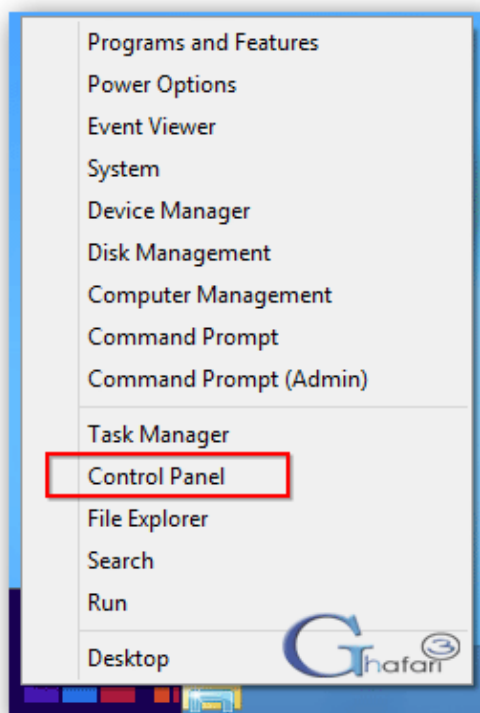 Programs and Features
Power Options
Event Viewer
System
Device Manager
Disk Management
Computer Management
Command Prompt
Command Prompt (Admin)
Task Manager
Control Panel
File Explorer
Search
Run
Desktop
Ghafari
3